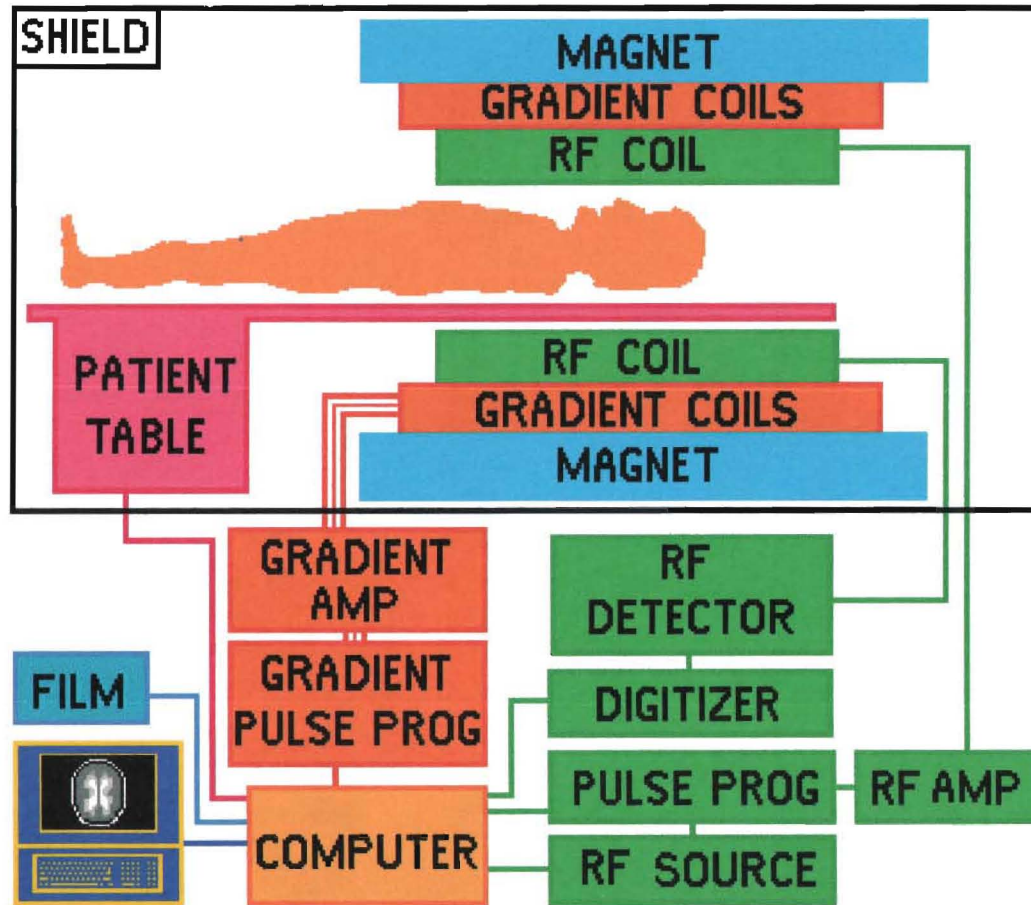 SHIELD
MAGNET
GRADIENT COILS
RF COIL
RF COIL
GRADIENT COILS
MAGNET
PATIENT
TABLE
GRADIENT
AMP
RF
DETECTOR
FILM
GRADIENT
PULSE PROG
DIGITIZER
PULSE PROG
RF AMP
COMPUTER
RF SOURCE